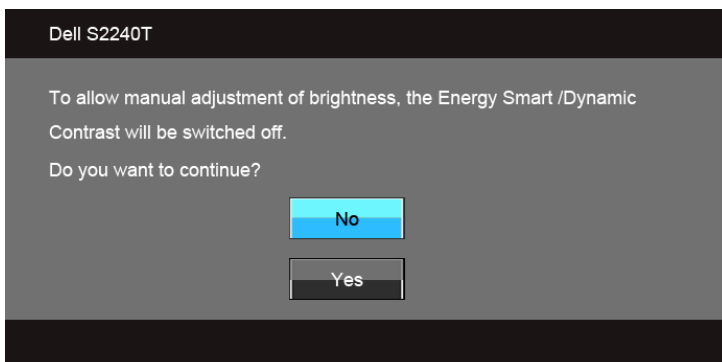 Dell S2240T
To allow manual adjustment of brightness, the Energy Smart /Dynamic
Contrast will be switched off.
Do you want to continue?
No
Yes